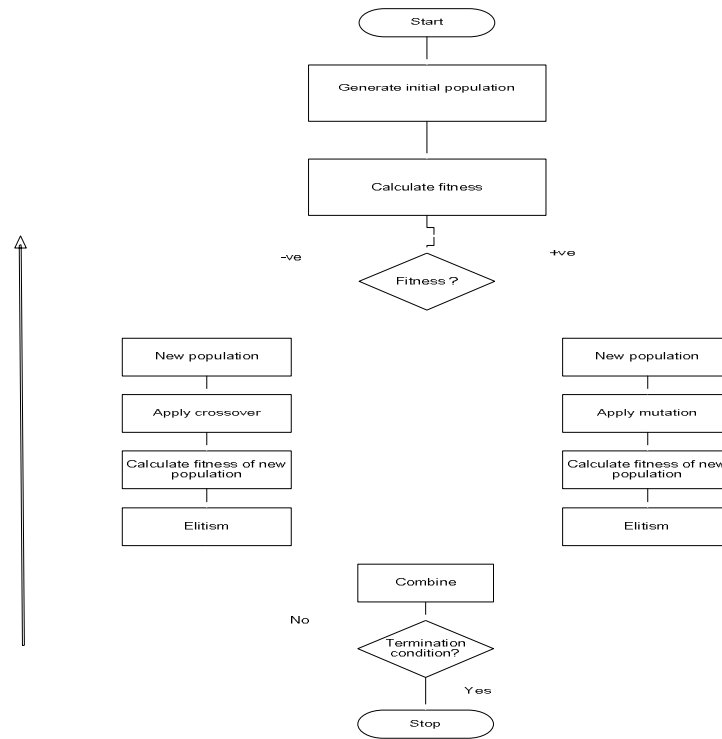 Start
Generate initial population
Calculate fitness
-ve
+ve
Fitness?
New population
Apply crossover
Calculate fitness of new
population
Elitism
New population
Apply mutation
Calculate fitness of new
population
Elitism
Combine
No
Termination
condition?
Yes
Stop